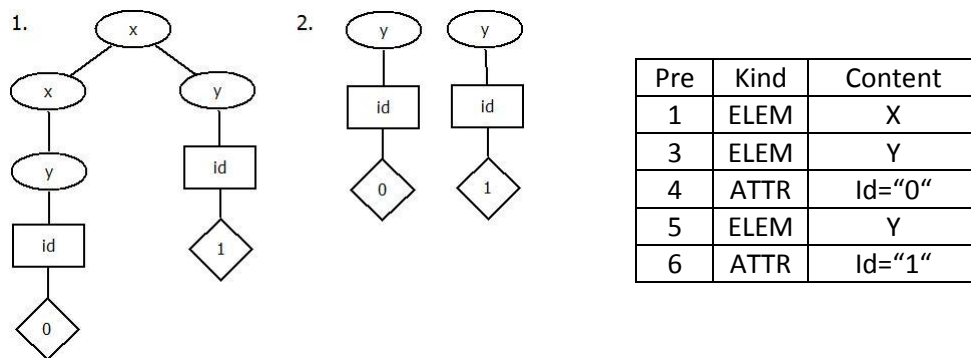 1.
x
x
y
y
id
id
1
0
2.
y
y
id
id
0
1
Pre Kind Content
1 ELEM X
3 ELEM Y
4 ATTR Id=“0“
5 ELEM Y
6 ATTR Id=“1“